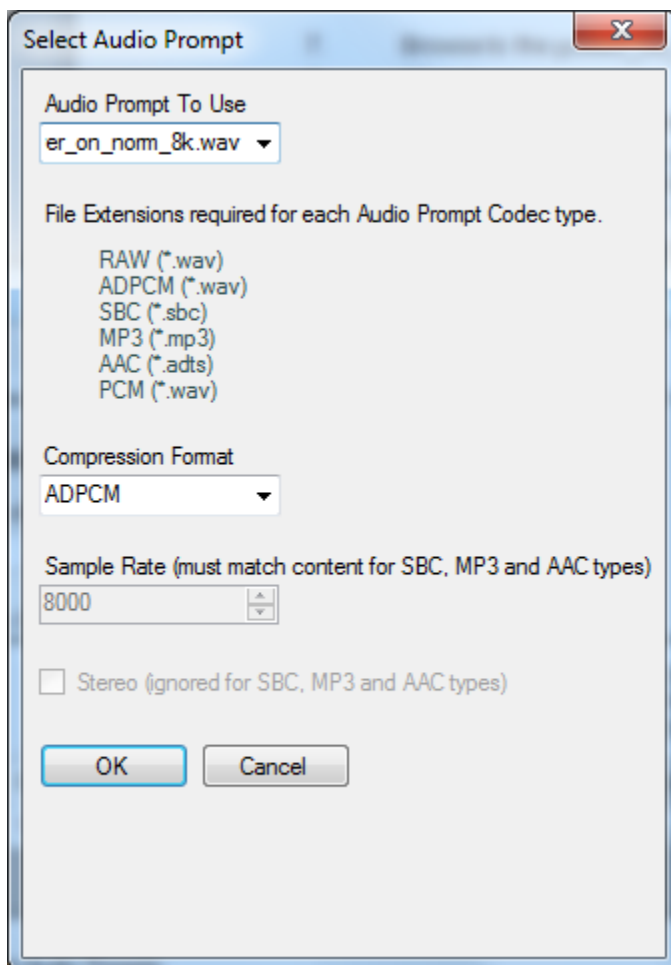 Select Audio Prompt
Audio Prompt To Use
er_on_norm_8k.wav
File Extensions required for each Audio Prompt Codec type.
RAW (*.wav)
ADPCM (*.wav)
SBC (*.sbc)
MP3 (*.mp3)
AAC (*.adts)
PCM (*.wav)
Compression Format
ADPCM
Sample Rate (must match content for SBC, MP3 and AAC types)
8000
Stereo (ignored for SBC, MP3 and AAC types)
OK Cancel